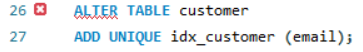 26 ALTER TABLE customer
27 ADD UNIQUE idx_customer (email);